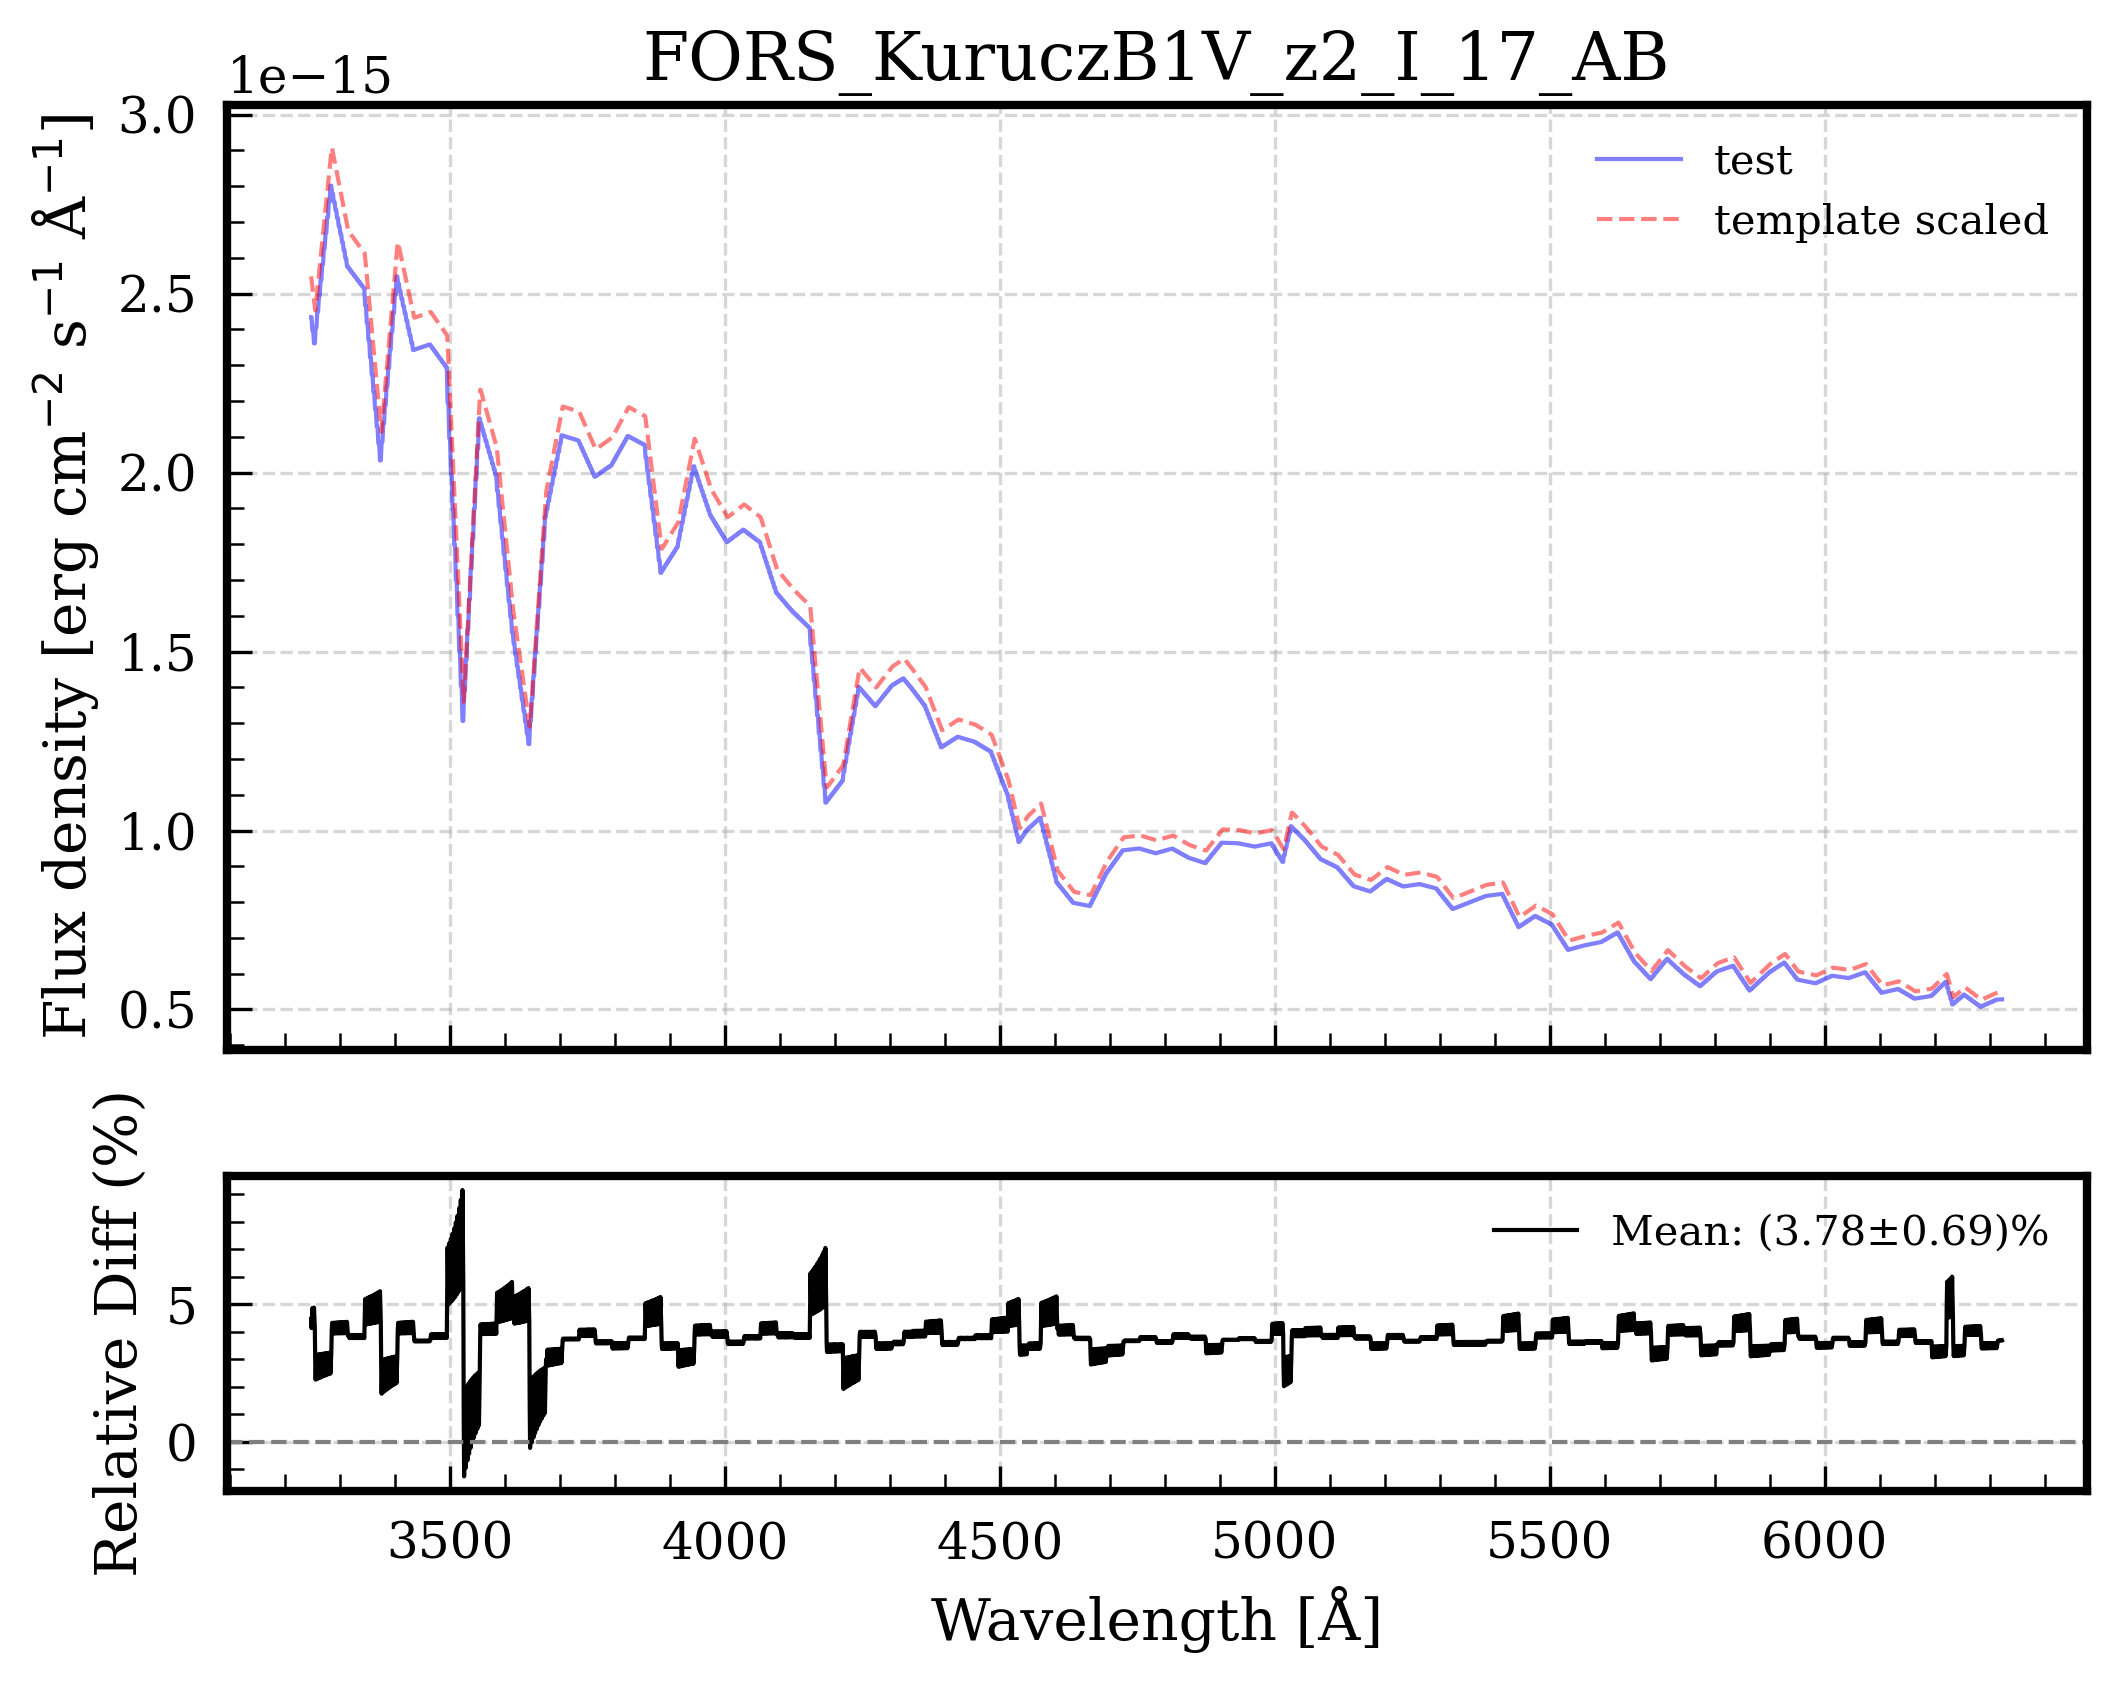 FORS_KuruczB1V_z2_I_17_AB
1e−15
3.0
2.5
2.0
1.5
1.0
0.5
Flux density [erg cm⁻² s⁻¹ Å⁻¹]
test
template scaled
Relative Diff (%)
5
0
Mean: (3.78±0.69)%
3500 4000 4500 5000 5500 6000
Wavelength [Å]